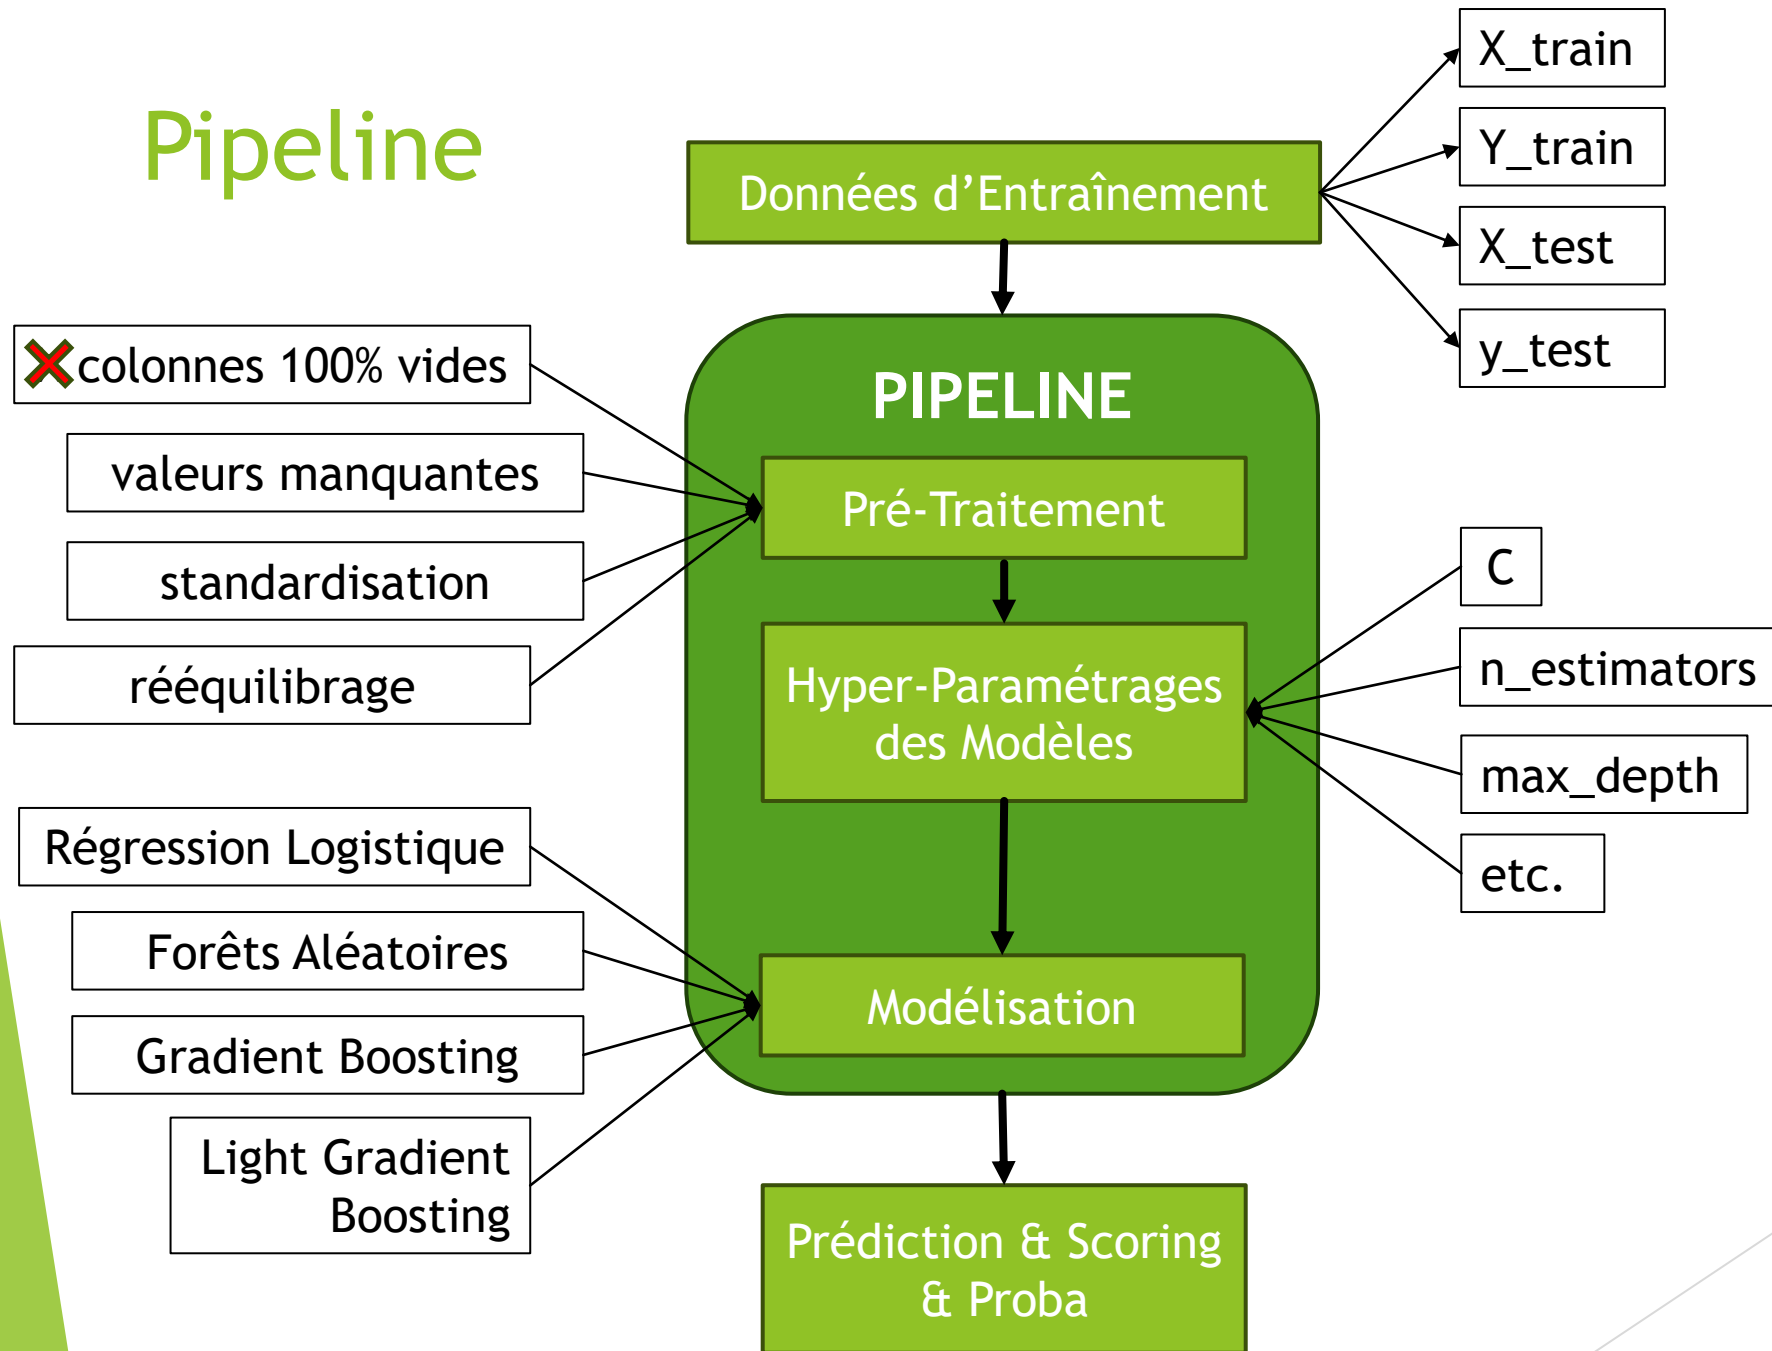 Pipeline
Données d’Entraînement
X_train
Y_train
X_test
y_test
colonnes 100% vides
valeurs manquantes
standardisation
rééquilibrage
PIPELINE
Pré-Traitement
Hyper-Paramétrages
des Modèles
C
n_estimators
max_depth
etc.
Régression Logistique
Forêts Aléatoires
Gradient Boosting
Light Gradient
Boosting
Modélisation
Prédiction & Scoring
& Proba